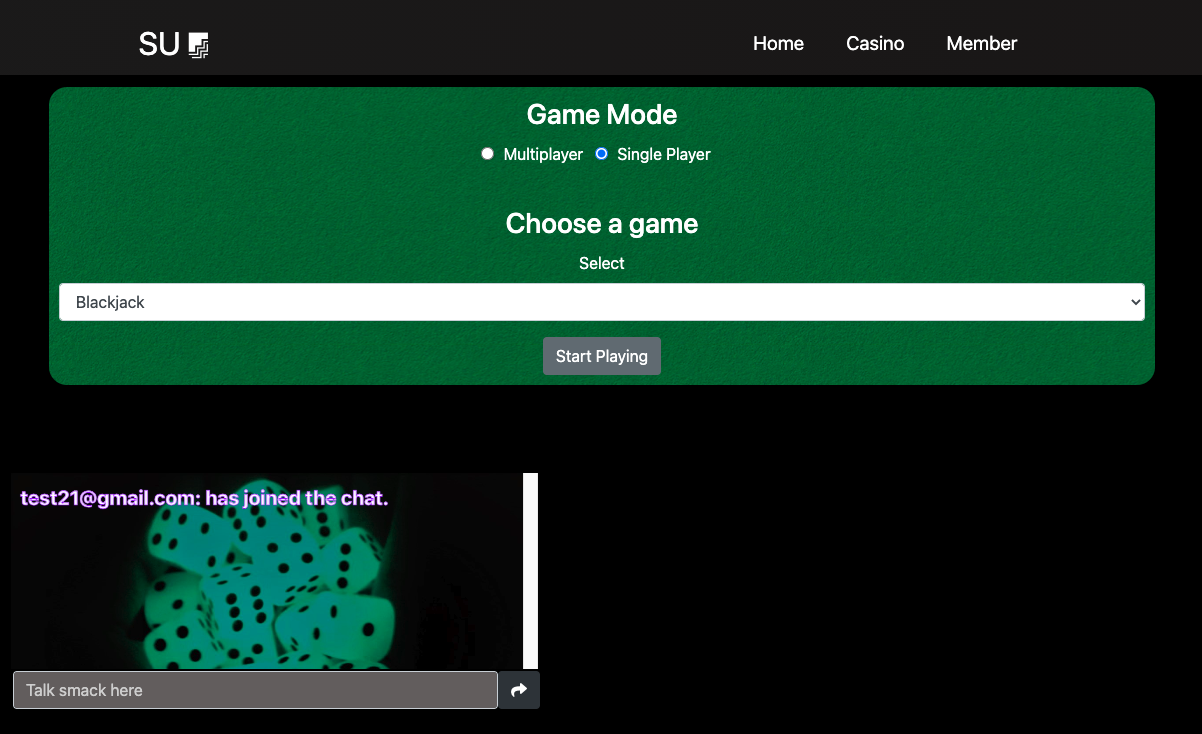 SU
Home Casino Member
Game Mode
Multiplayer Single Player
Choose a game
Select
Blackjack
Start Playing
test21@gmail.com: has joined the chat.
Talk smack here